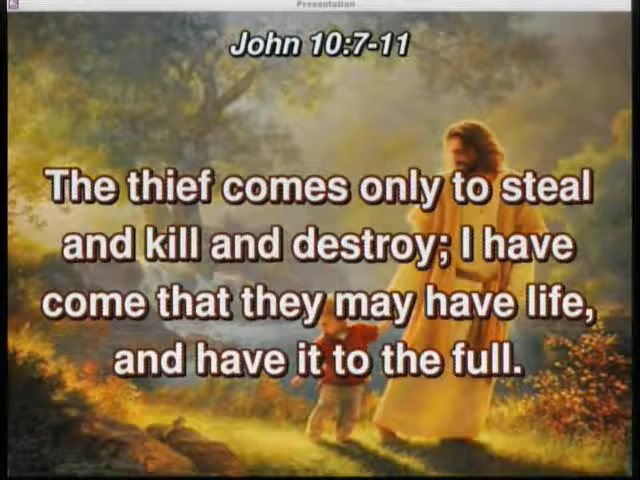 Presentation
John 10:7-11
The thief comes only to steal
and kill and destroy; I have
come that they may have life,
and have it to the full.